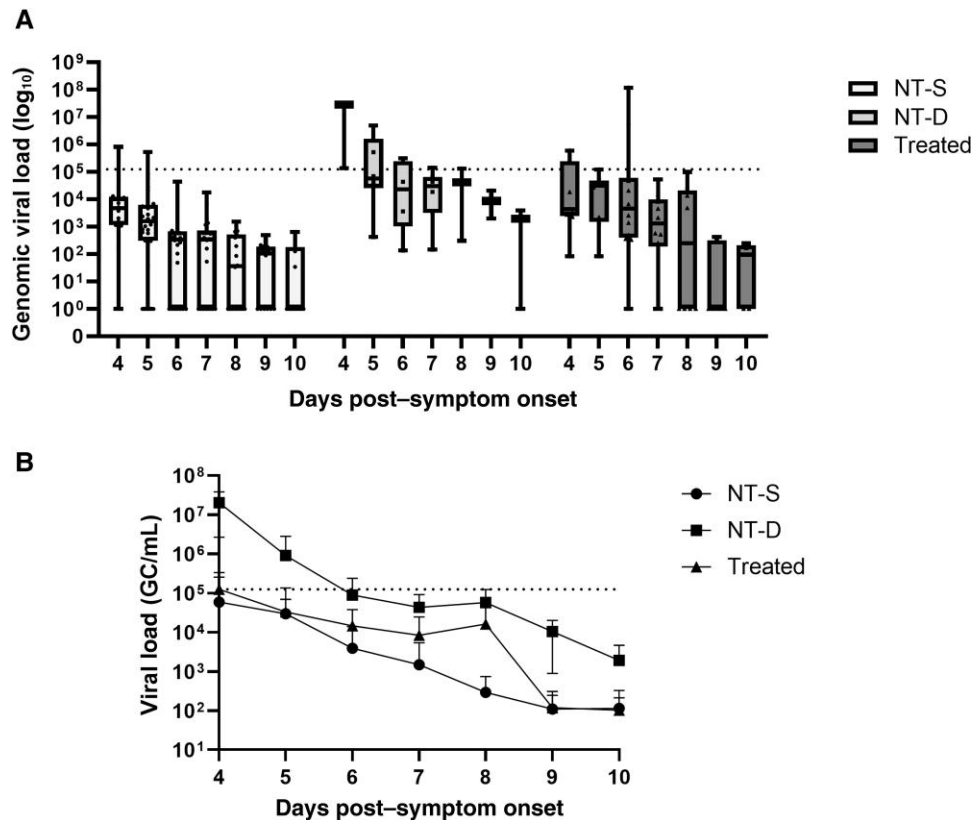 A
Genomic viral load (log₁₀)
10⁹
10⁸
10⁷
10⁶
10⁵
10⁴
10³
10²
10¹
10⁰
0
4 5 6 7 8 9 10 4 5 6 7 8 9 10 4 5 6 7 8 9 10
Days post–symptom onset
NT-S
NT-D
Treated
B
Viral load (GC/mL)
10⁸
10⁷
10⁶
10⁵
10⁴
10³
10²
10¹
4 5 6 7 8 9 10
Days post–symptom onset
NT-S
NT-D
Treated